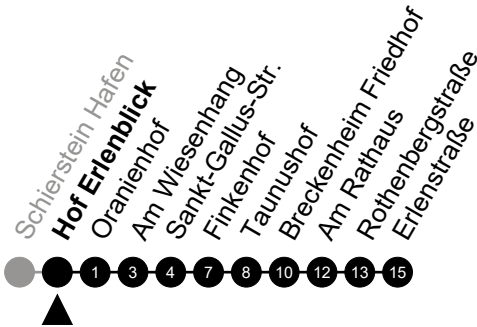 Schierstein Hafen
Hof Erlenblick
Oranienhof
Am Wiesenhang
Sankt-Gallus-Str.
Finkenhof
Taunushof
Breckenheim Friedhof
Am Rathaus
Rothenbergstraße
Erlenstraße
1 3 4 7 8 10 12 13 15